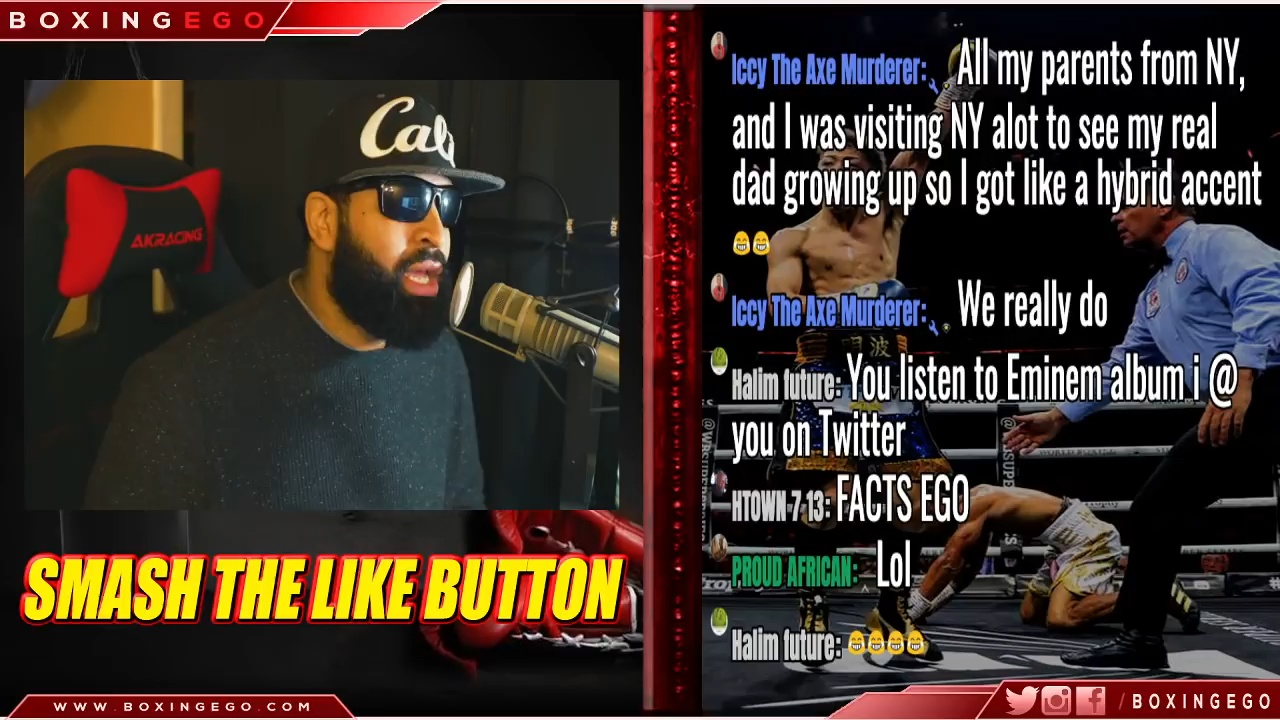 BOXINGEGO
Cali
AKRACING
SMASH THE LIKE BUTTON
WWW.BOXINGEGO.COM
Iccy The Axe Murderer: All my parents from NY,
and I was visiting NY alot to see my real
dad growing up so I got like a hybrid accent
😁😁
Iccy The Axe Murderer: We really do
Halim future: You listen to Eminem album i @
you on Twitter
HTOWN 7-13: FACTS EGO
PROUD AFRICAN: Lol
Halim future: 😁😁😁😁
明波
/BOXINGEGO